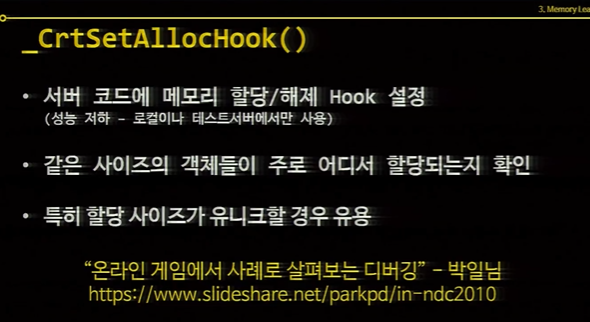 3. Memory Lea
_CrtSetAllocHook()
• 서버 코드에 메모리 할당/해제 Hook 설정
(성능 저하 - 로컬이나 테스트서버에서만 사용)
• 같은 사이즈의 객체들이 주로 어디서 할당되는지 확인
• 특히 할당 사이즈가 유니크할 경우 유용
“온라인 게임에서 사례로 살펴보는 디버깅” - 박일님
https://www.slideshare.net/parkpd/in-ndc2010